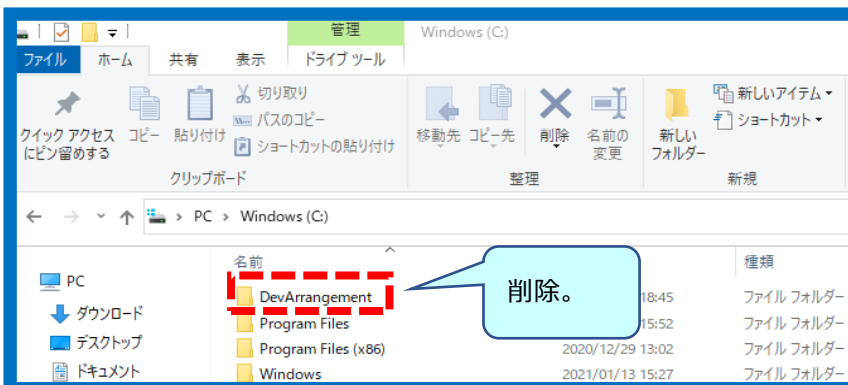 管理 Windows (C:)
ファイル ホーム 共有 表示 ドライブ ツール
クイック アクセスにピン留めする
コピー
貼り付け
切り取り
パスのコピー
ショートカットの貼り付け
クリップボード
移動先 コピー先 削除 名前の変更
整理
新しいフォルダー
新しいアイテム
ショートカット
新規
PC › Windows (C:)
名前 種類
PC
ダウンロード
デスクトップ
ドキュメント
DevArrangement 18:45 ファイル フォルダー
Program Files 15:52 ファイル フォルダー
Program Files (x86) 2020/12/29 13:02 ファイル フォルダー
Windows 2021/01/13 15:27 ファイル フォルダー
削除。